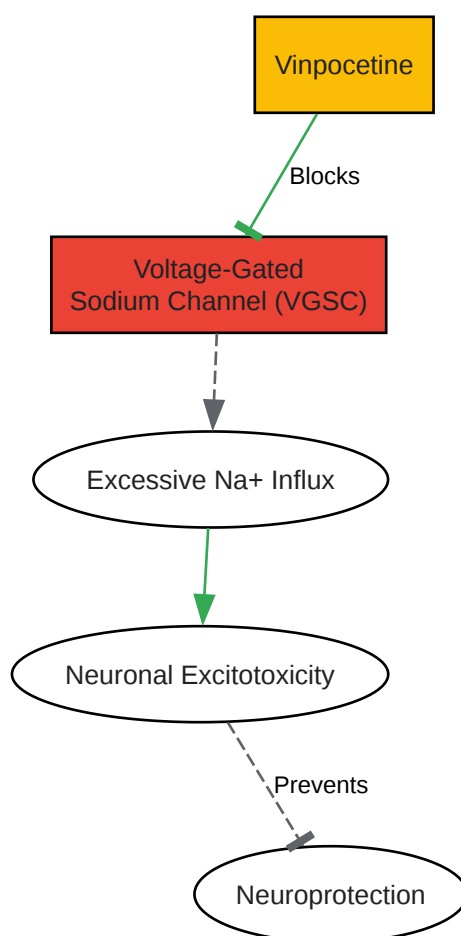 Vinpocetine
Blocks
Voltage-Gated
Sodium Channel (VGSC)
Excessive Na+ Influx
Neuronal Excitotoxicity
Prevents
Neuroprotection